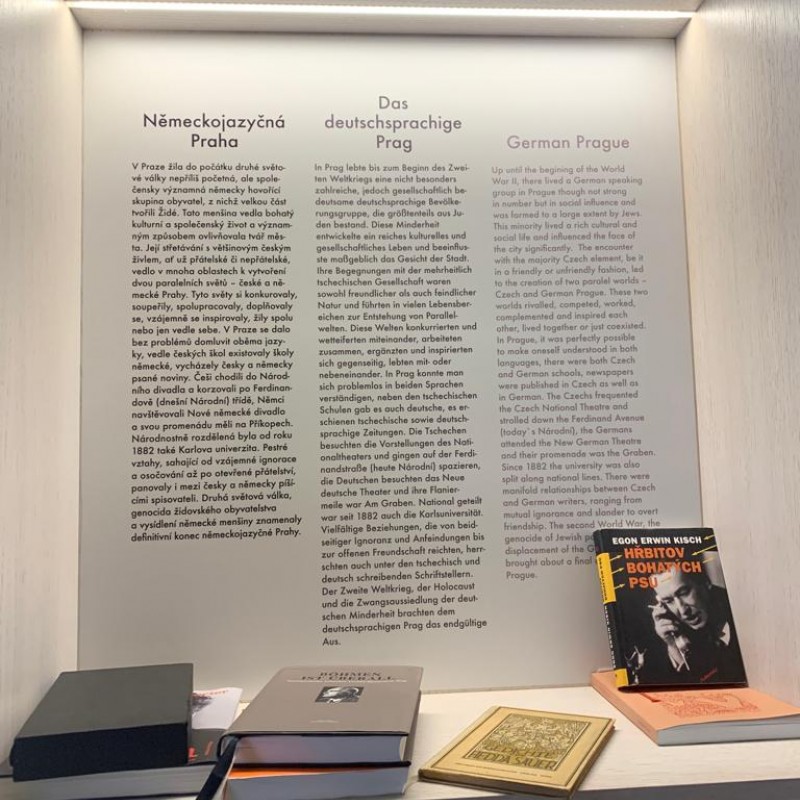 Německojazyčná
Praha
V Praze žila do počátku druhé světo-
vé války nepříliš početná, ale spole-
čensky významná německy hovořící
skupina obyvatel, z nichž velkou část
tvořili Židé. Tato menšina vedla bohatý
kulturní a společenský život a význam-
ným způsobem ovlivňovala tvář měs-
ta. Její střetávání s většinovým českým
živlem, ať už přátelské či nepřátelské,
vedlo v mnoha oblastech k vytvoření
dvou paralelních světů – české a ně-
mecké Prahy. Tyto světy si konkurovaly,
soupeřily, spolupracovaly, doplňovaly
se, vzájemně se inspirovaly, žily spolu
nebo jen vedle sebe. V Praze se dalo
bez problémů domluvit oběma jazy-
ky, vedle českých škol existovaly školy
německé, vycházely česky a německy
psané noviny. Češi chodili do Národ-
ního divadla a korzovali po Ferdinan-
dově (dnešní Národní) třídě, Němci
navštěvovali Nové německé divadlo
a svou promenádu měli na Příkopech.
Národnostně rozdělená byla od roku
1882 také Karlova univerzita. Pestré
vztahy, sahající od vzájemné ignorace
a osočování až po otevřené přátelství,
panovaly i mezi česky a německy píší-
cími spisovateli. Druhá světová válka,
genocida židovského obyvatelstva
a vysídlení německé menšiny znamenaly
definitivní konec německojazyčné Prahy.
Das
deutschsprachige
Prag
In Prag lebte bis zum Beginn des Zwei-
ten Weltkriegs eine nicht besonders
zahlreiche, jedoch gesellschaftlich be-
deutsame deutschsprachige Bevölke-
rungsgruppe, die größtenteils aus Ju-
den bestand. Diese Minderheit
entwickelte ein reiches kulturelles und
gesellschaftliches Leben und beeinflus-
ste maßgeblich das Gesicht der Stadt.
Ihre Begegnungen mit der mehrheitlich
tschechischen Gesellschaft waren
sowohl freundlicher als auch feindlicher
Natur und führten in vielen Lebensber-
eichen zur Entstehung von Parallel-
welten. Diese Welten konkurrierten und
wetteiferten miteinander, arbeiteten
zusammen, ergänzten und inspirierten
sich gegenseitig, lebten mit- oder
nebeneinander. In Prag konnte man
sich problemlos in beiden Sprachen
verständigen, neben den tschechischen
Schulen gab es auch deutsche, es er-
schienen tschechische sowie deutsch-
sprachige Zeitungen. Die Tschechen
besuchten die Vorstellungen des Nati-
onaltheaters und gingen auf der Ferdi-
nandstraße (heute Národní) spazieren,
die Deutschen besuchten das Neue
deutsche Theater und ihre Flanier-
meile war Am Graben. National geteilt
war seit 1882 auch die Karlsuniversität.
Vielfältige Beziehungen, die von beid-
seitiger Ignoranz und Anfeindungen bis
zur offenen Freundschaft reichten, herr-
schten auch unter den tschechisch und
deutsch schreibenden Schriftstellern.
Der Zweite Weltkrieg, der Holocaust
und die Zwangsaussiedlung der deut-
schen Minderheit brachten dem
deutschsprachigen Prag das endgültige
Aus.
German Prague
Up until the begining of the World
War II, there lived a German speaking
group in Prague though not strong
in number but in social influence and
was formed to a large extent by Jews.
This minority lived a rich cultural and
social life and influenced the face of
the city significantly. The encounter
with the majority Czech element, be it
in a friendly or unfriendly fashion, led
to the creation of two paralel worlds –
Czech and German Prague. These two
worlds rivalled, competed, worked,
complemented and inspired each
other, lived together or just coexisted.
In Prague, it was perfectly possible
to make oneself understood in both
languages, there were both Czech
and German schools, newspapers
were published in Czech as well as
in German. The Czechs frequented
the Czech National Theatre and
strolled down the Ferdinand Avenue
(today`s Národní), the Germans
attended the New German Theatre
and their promenade was the Graben.
Since 1882 the university was also
split along national lines. There were
manifold relationships between Czech
and German writers, ranging from
mutual ignorance and slander to overt
friendship. The second World War, the
genocide of Jewish
displacement of the
brought about a final
Prague.
EGON ERWIN KISCH
HŘBITOV
BOHATÝCH
PSŮ
BÖHMEN
IST ÜBERALL
GEDICHTE
HEDDA SAUER